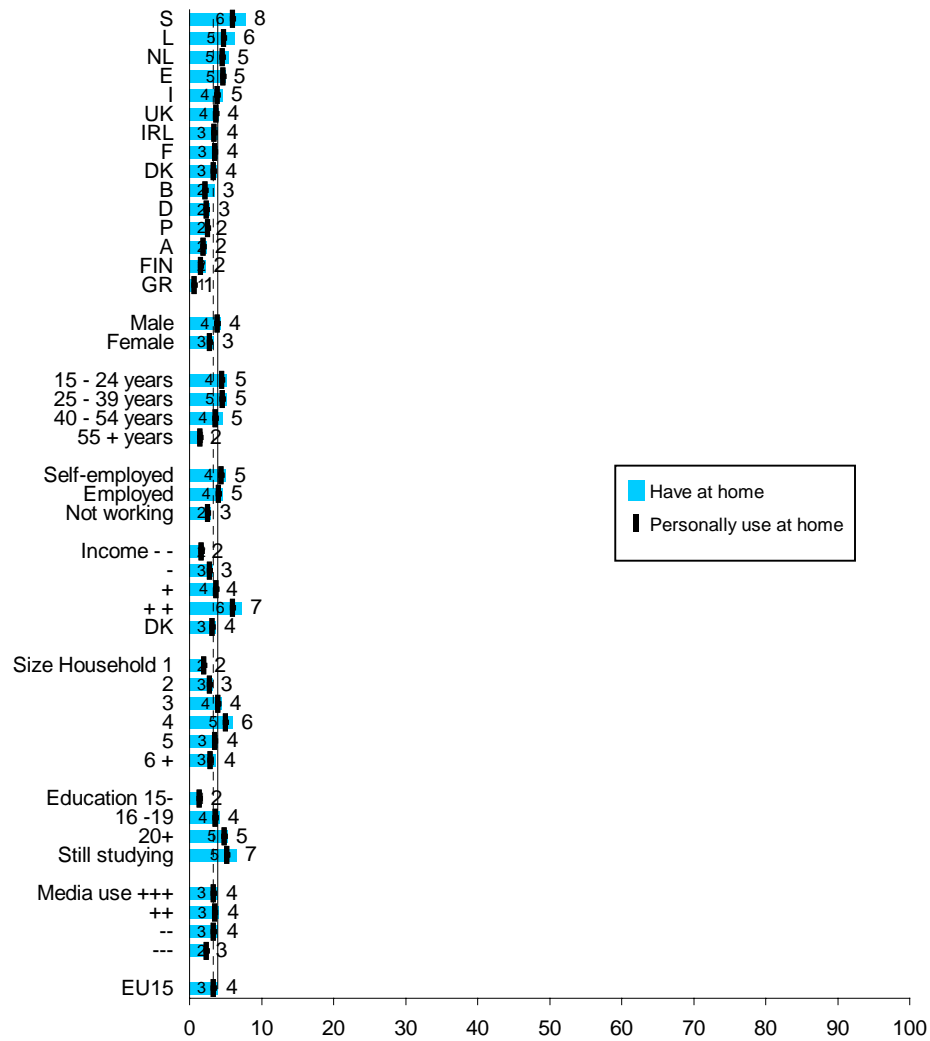 S 6 8
L 5 6
NL 5 5
E 5 5
I 4 5
UK 4 4
IRL 3 4
F 3 4
DK 3 4
B 2 3
D 2 3
P 2 2
A 2 2
FIN 2
GR 1 1
Male 4 4
Female 3 3
15 - 24 years 4 5
25 - 39 years 5 5
40 - 54 years 4 5
55 + years 2
Self-employed 4 5
Employed 4 5
Not working 2 3
Income - - 2
- 3 3
+ 4 4
+ + 6 7
DK 3 4
Size Household 1 2 2
2 3 3
3 4 4
4 5 6
5 3 4
6 + 3 4
Education 15- 2
16 -19 4 4
20+ 5 5
Still studying 5 7
Media use +++ 3 4
++ 3 4
-- 3 4
--- 2 3
EU15 3 4
Have at home
Personally use at home
0 10 20 30 40 50 60 70 80 90 100